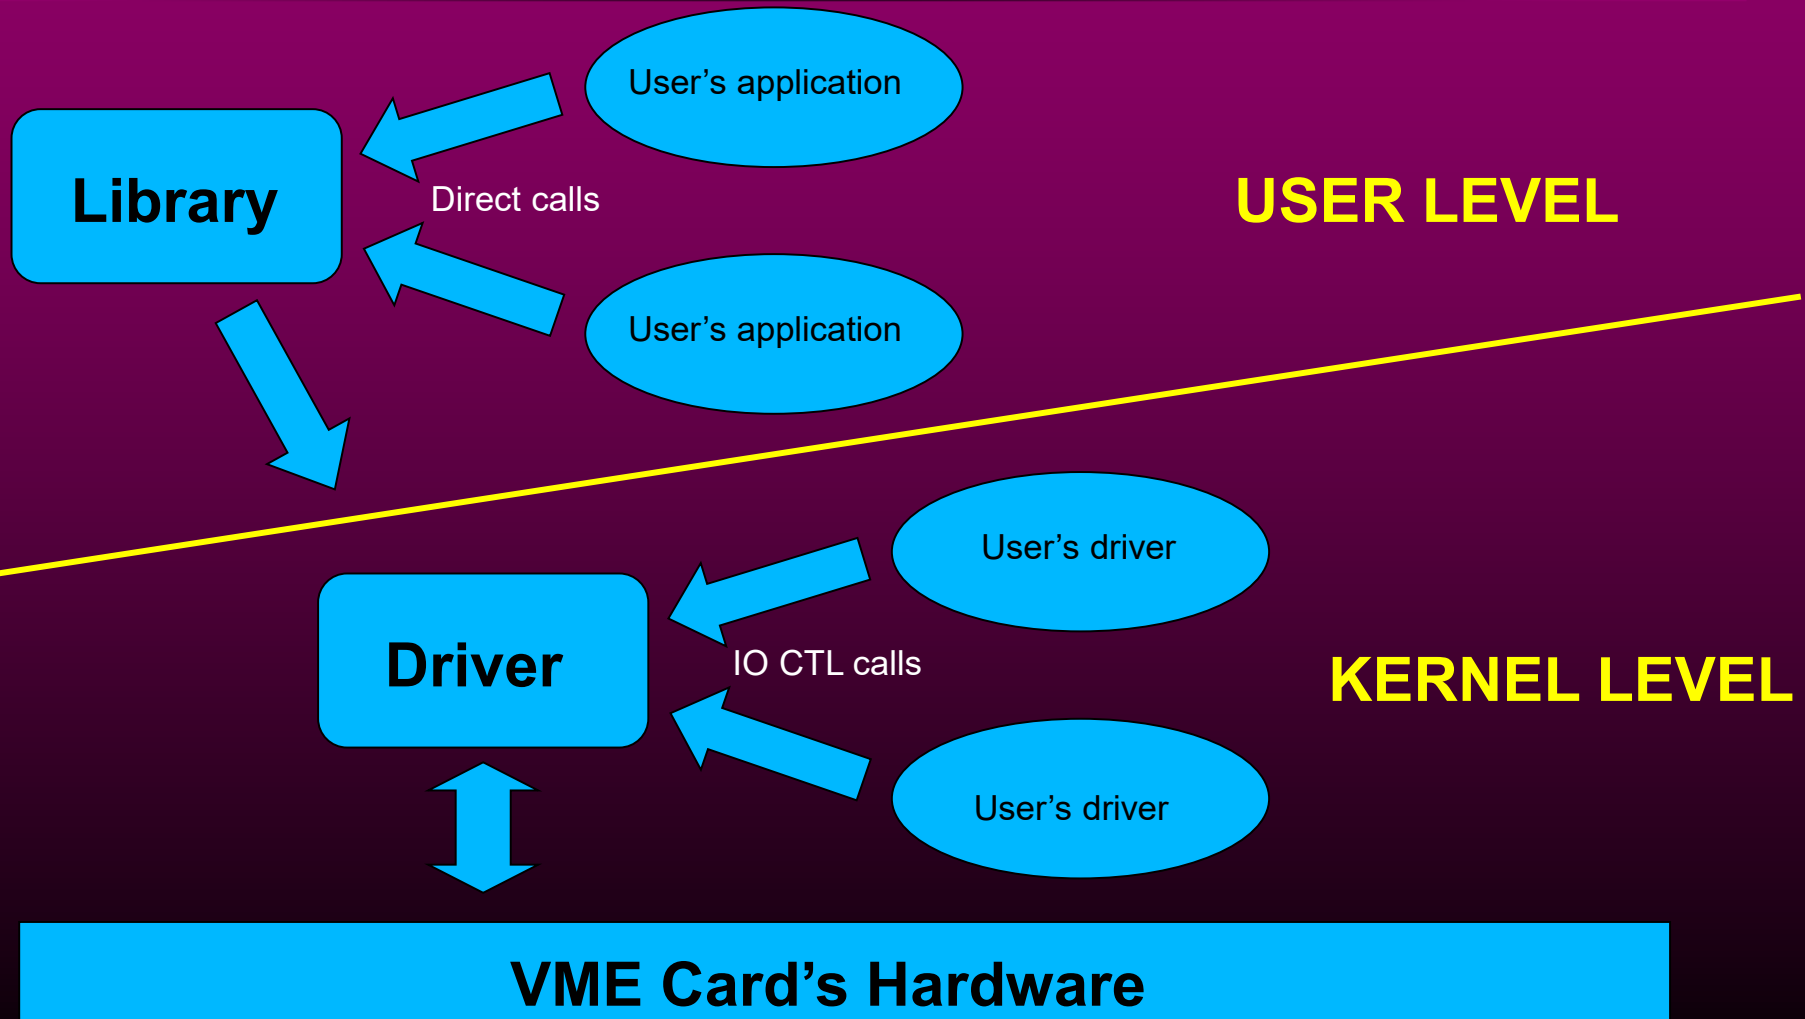 User’s application
Library
Direct calls
USER LEVEL
User’s application
User’s driver
Driver
IO CTL calls
KERNEL LEVEL
User’s driver
VME Card’s Hardware